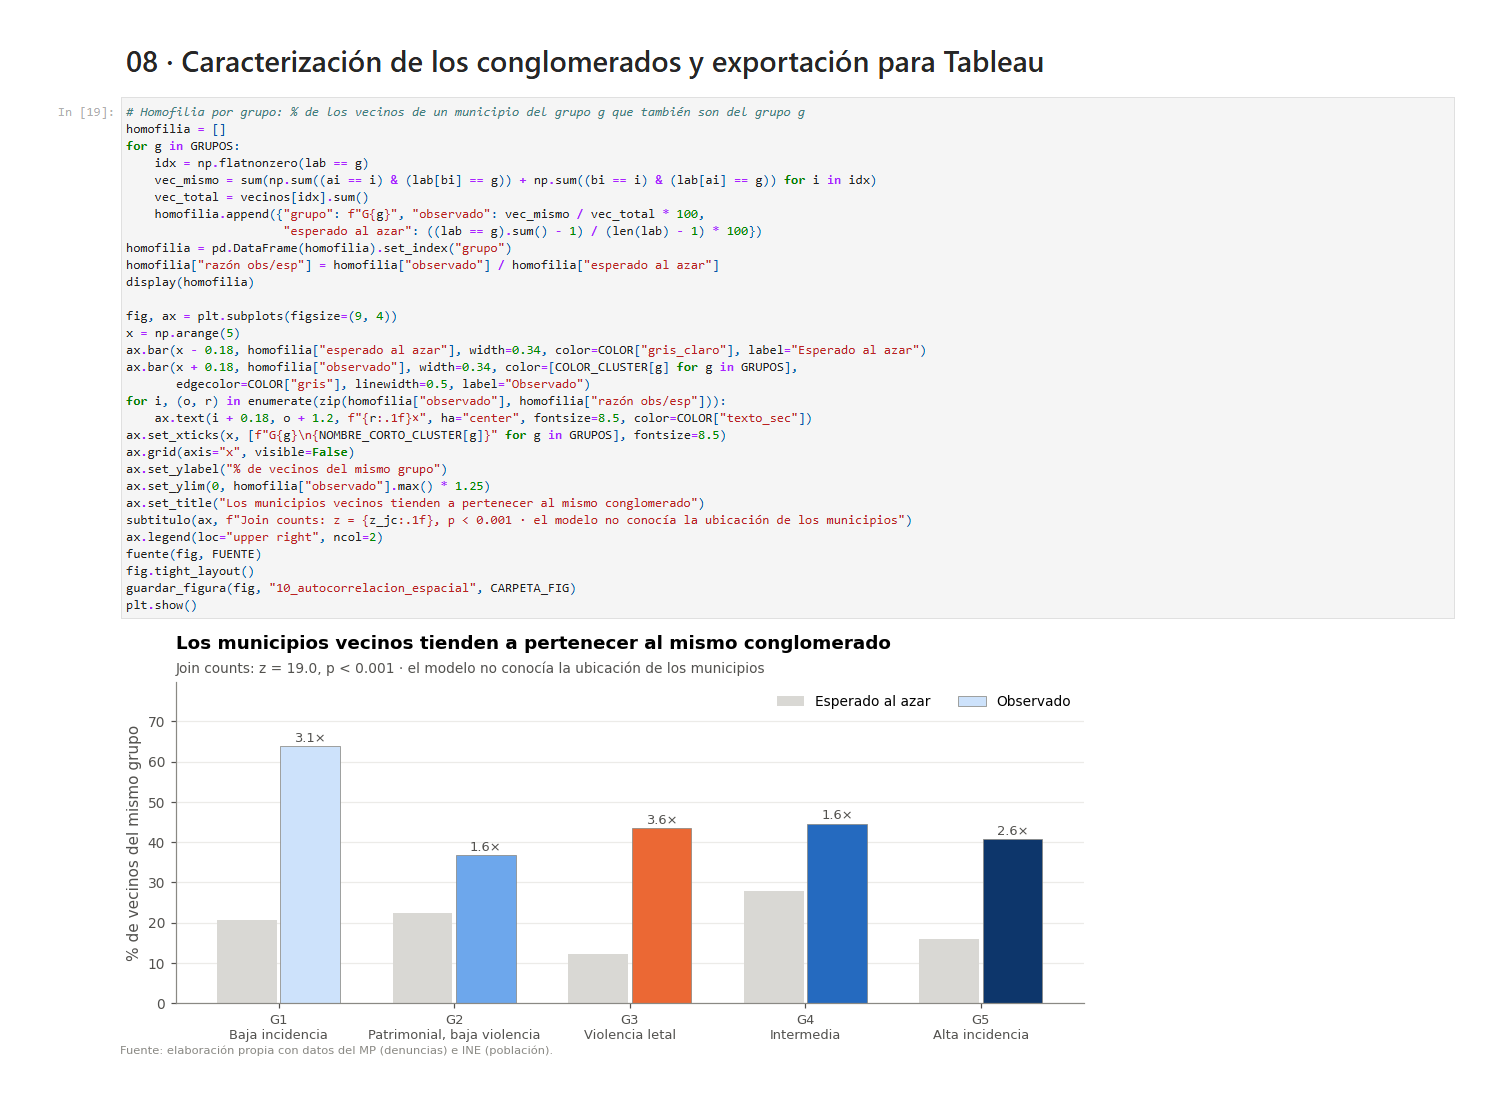 08 · Caracterización de los conglomerados y exportación para Tableau
In [19]:
# Homofilia por grupo: % de los vecinos de un municipio del grupo g que también son del grupo g
homofilia = []
for g in GRUPOS:
    idx = np.flatnonzero(lab == g)
    vec_mismo = sum(np.sum((ai == i) & (lab[bi] == g)) + np.sum((bi == i) & (lab[ai] == g)) for i in idx)
    vec_total = vecinos[idx].sum()
    homofilia.append({"grupo": f"G{g}", "observado": vec_mismo / vec_total * 100,
                      "esperado al azar": ((lab == g).sum() - 1) / (len(lab) - 1) * 100})
homofilia = pd.DataFrame(homofilia).set_index("grupo")
homofilia["razón obs/esp"] = homofilia["observado"] / homofilia["esperado al azar"]
display(homofilia)

fig, ax = plt.subplots(figsize=(9, 4))
x = np.arange(5)
ax.bar(x - 0.18, homofilia["esperado al azar"], width=0.34, color=COLOR["gris_claro"], label="Esperado al azar")
ax.bar(x + 0.18, homofilia["observado"], width=0.34, color=[COLOR_CLUSTER[g] for g in GRUPOS],
       edgecolor=COLOR["gris"], linewidth=0.5, label="Observado")
for i, (o, r) in enumerate(zip(homofilia["observado"], homofilia["razón obs/esp"])):
    ax.text(i + 0.18, o + 1.2, f"{r:.1f}×", ha="center", fontsize=8.5, color=COLOR["texto_sec"])
ax.set_xticks(x, [f"G{g}\n{NOMBRE_CORTO_CLUSTER[g]}" for g in GRUPOS], fontsize=8.5)
ax.grid(axis="x", visible=False)
ax.set_ylabel("% de vecinos del mismo grupo")
ax.set_ylim(0, homofilia["observado"].max() * 1.25)
ax.set_title("Los municipios vecinos tienden a pertenecer al mismo conglomerado")
subtitulo(ax, f"Join counts: z = {z_jc:.1f}, p < 0.001 · el modelo no conocía la ubicación de los municipios")
ax.legend(loc="upper right", ncol=2)
fuente(fig, FUENTE)
fig.tight_layout()
guardar_figura(fig, "10_autocorrelacion_espacial", CARPETA_FIG)
plt.show()
Los municipios vecinos tienden a pertenecer al mismo conglomerado
Join counts: z = 19.0, p < 0.001 · el modelo no conocía la ubicación de los municipios
Esperado al azar
Observado
% de vecinos del mismo grupo
70
60
50
40
30
20
10
0
3.1×
1.6×
3.6×
1.6×
2.6×
G1
Baja incidencia
G2
Patrimonial, baja violencia
G3
Violencia letal
G4
Intermedia
G5
Alta incidencia
Fuente: elaboración propia con datos del MP (denuncias) e INE (población).